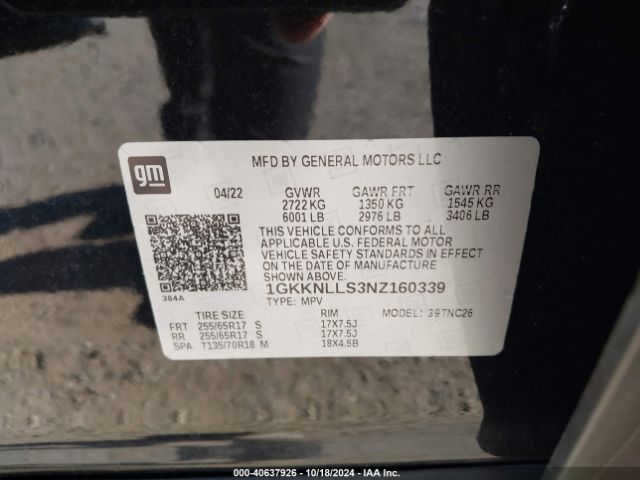 gm
MFD BY GENERAL MOTORS LLC
04/22 GVWR GAWR FRT GAWR RR
2722 KG 1350 KG 1545 KG
6001 LB 2976 LB 3406 LB
THIS VEHICLE CONFORMS TO ALL
APPLICABLE U.S. FEDERAL MOTOR
VEHICLE SAFETY STANDARDS IN EFFECT
ON THE DATE OF MANUFACTURE
SHOWN ABOVE.
384A
1GKKNLLS3NZ160339
TYPE: MPV MODEL: 39TNC26
TIRE SIZE RIM
FRT 255/65R17 S 17X7.5J
RR 255/65R17 S 17X7.5J
SPA T135/70R18 M 18X4.5B
000-40637926 - 10/18/2024 - IAA Inc.